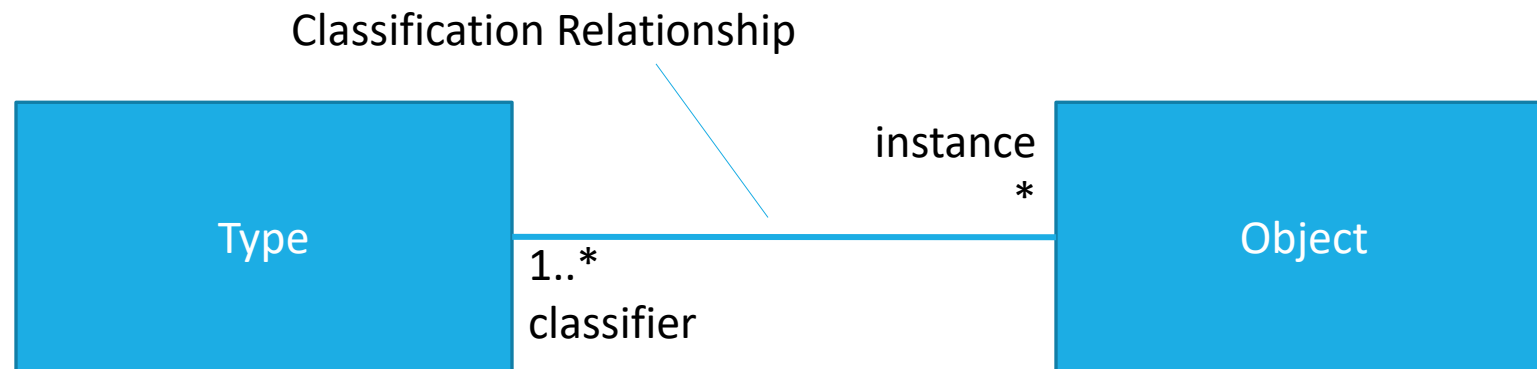 Classification Relationship
instance
*
Type
Object
1..*
classifier